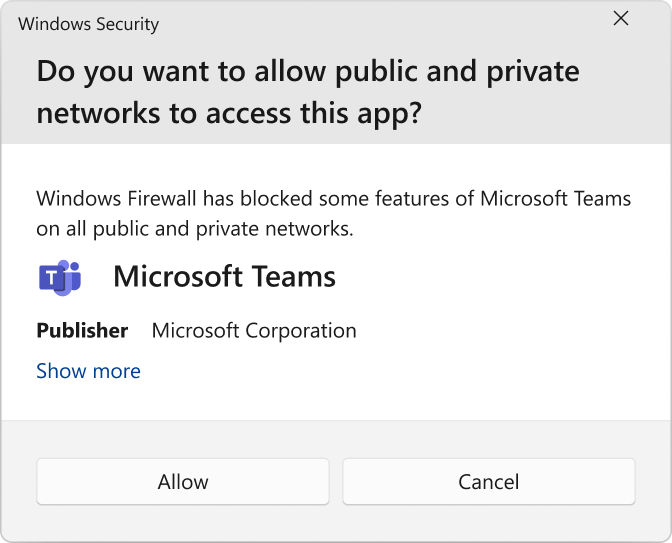 Windows Security
Do you want to allow public and private
networks to access this app?
Windows Firewall has blocked some features of Microsoft Teams
on all public and private networks.
T
Microsoft Teams
Publisher Microsoft Corporation
Show more
Allow Cancel